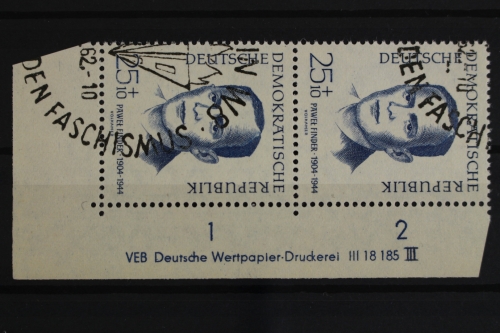 62.-10
DEN FASCHISMUS
25+10
PAWEŁ FINDER · 1904-1944
DEUTSCHE
DEMOKRATISCHE
REPUBLIK
25+10
PAWEŁ FINDER · 1904-1944
DEUTSCHE
DEMOKRATISCHE
REPUBLIK
DEN FASCH
1
2
VEB Deutsche Wertpapier-Druckerei III 18 185 III